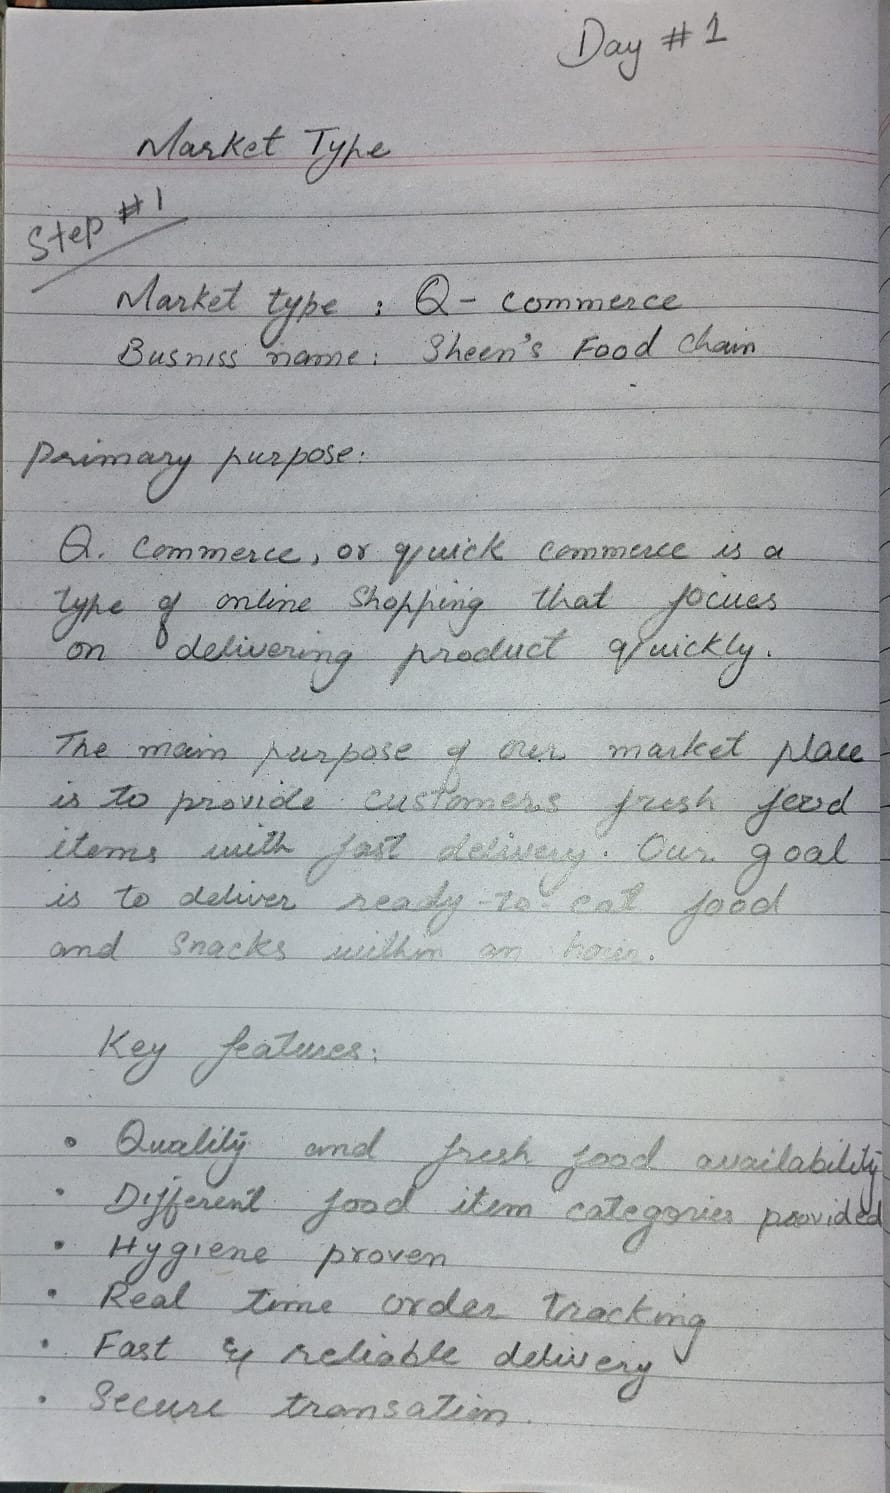 Day #1
Market Type
Step #1
Market type : Q - commerce
Busniss name: Sheen's Food Chain
Primary purpose:
Q. Commerce, or quick commerce is a
type of online Shopping that focues
on delivering product quickly.
The main purpose of our market place
is to provide customers fresh food
items with fast delivery. Our goal
is to deliver ready-to-eat food
and snacks within an hour.
Key features:
• Quality and fresh food availability
• Different food item categories provided
• Hygiene proven
• Real time order tracking
• Fast & reliable delivery
• Secure transation.